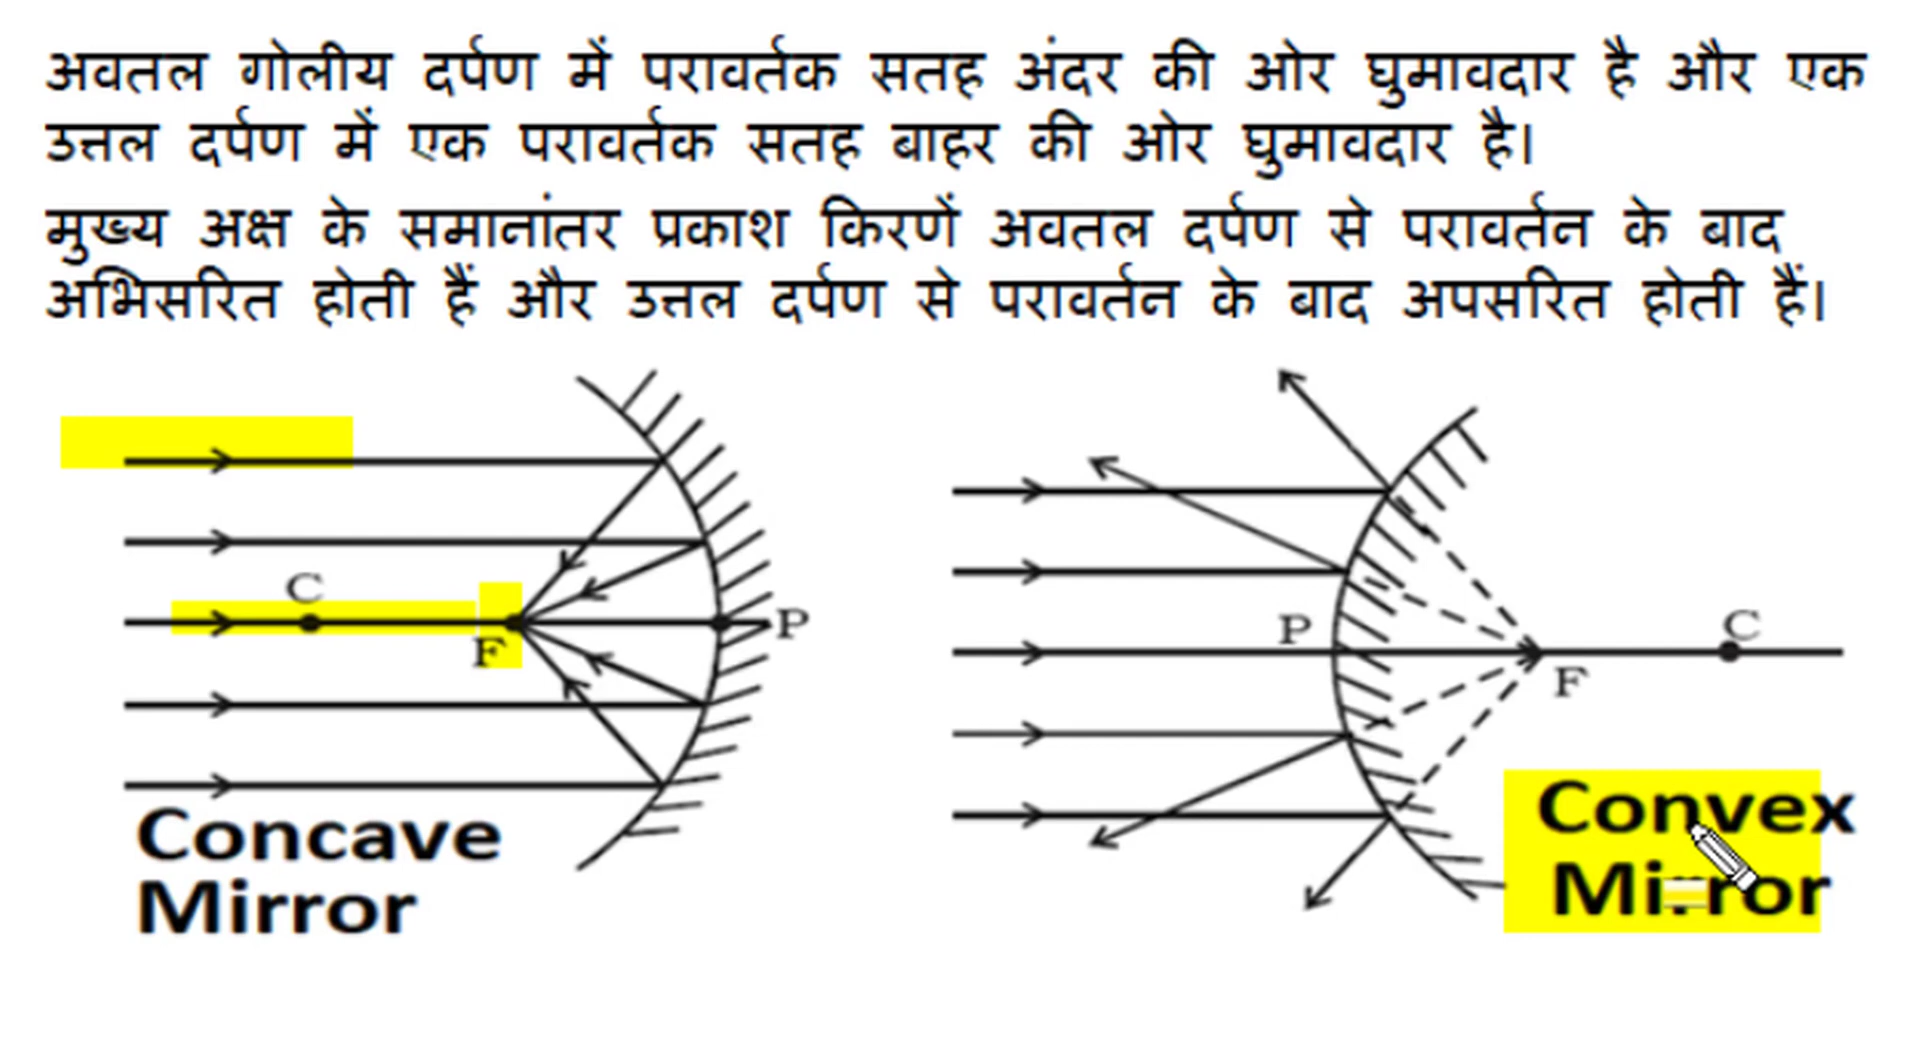 अवतल गोलीय दर्पण में परावर्तक सतह अंदर की ओर घुमावदार है और एक
उत्तल दर्पण में एक परावर्तक सतह बाहर की ओर घुमावदार है।
मुख्य अक्ष के समानांतर प्रकाश किरणें अवतल दर्पण से परावर्तन के बाद
अभिसरित होती हैं और उत्तल दर्पण से परावर्तन के बाद अपसरित होती हैं।
C
F
P
Concave
Mirror
P
C
F
Convex
Mirror